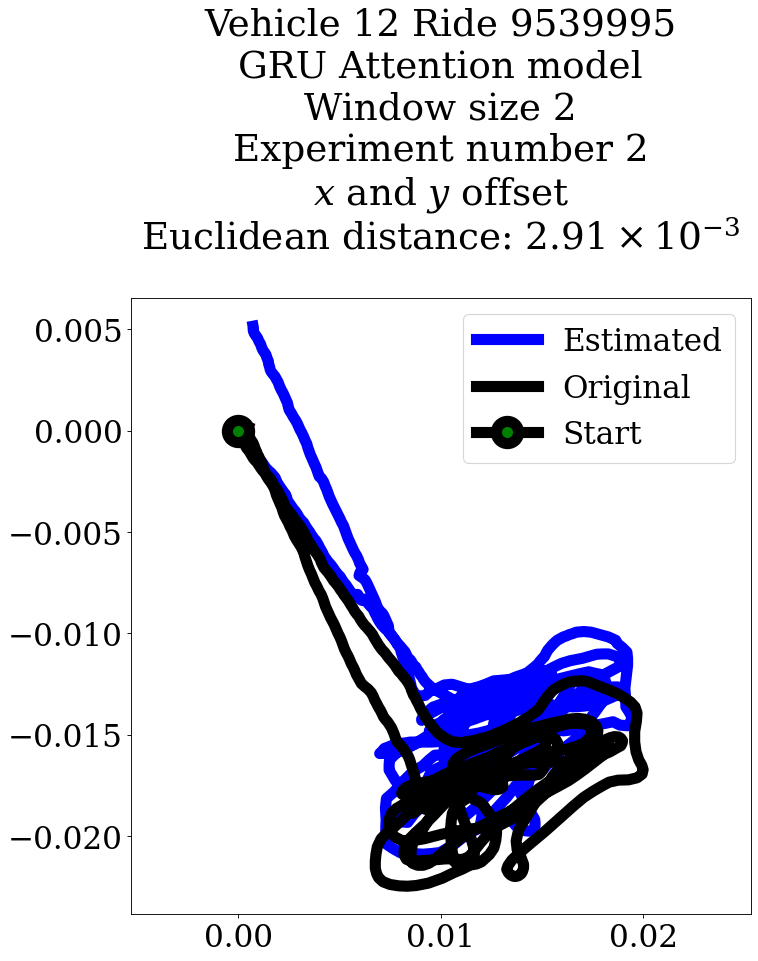 Vehicle 12 Ride 9539995
GRU Attention model
Window size 2
Experiment number 2
x and y offset
Euclidean distance: 2.91 × 10⁻³
Estimated
Original
Start
0.005
0.000
−0.005
−0.010
−0.015
−0.020
0.00 0.01 0.02